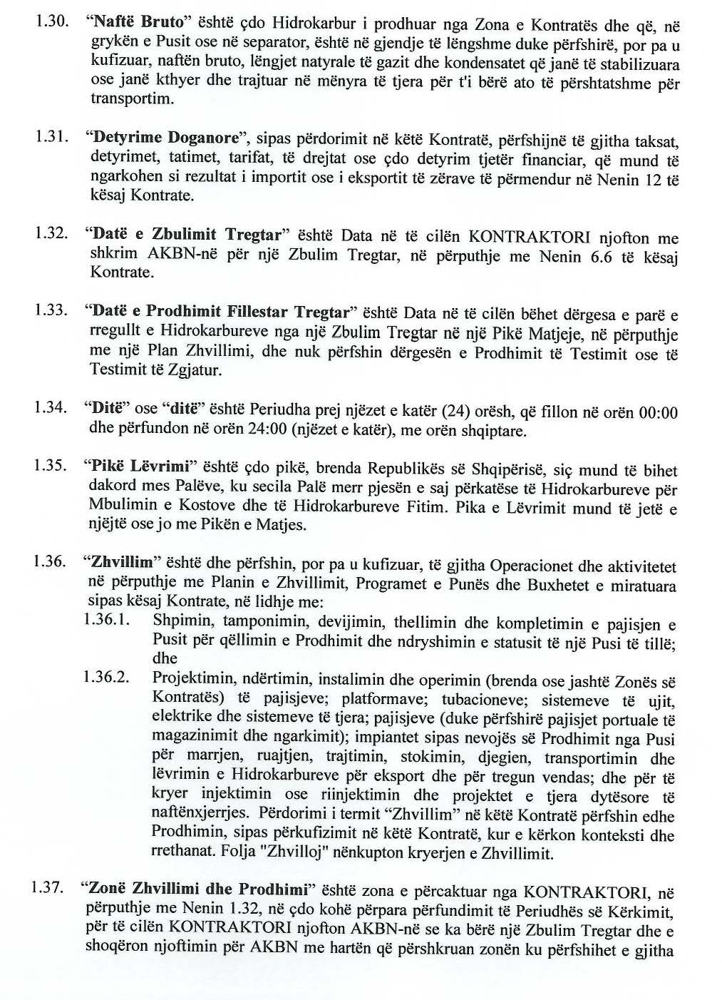 1.30. “Naftë Bruto” është çdo Hidrokarbur i prodhuar nga Zona e Kontratës dhe që, në
grykën e Pusit ose në separator, është në gjendje të lëngshme duke përfshirë, por pa u
kufizuar, naftën bruto, lëngjet natyrale të gazit dhe kondensatet që janë të stabilizuara
ose janë kthyer dhe trajtuar në mënyra të tjera për t'i bërë ato të përshtatshme për
transportim.
1.31. “Detyrime Doganore”, sipas përdorimit në këtë Kontratë, përfshijnë të gjitha taksat,
detyrimet, tatimet, tarifat, të drejtat ose çdo detyrim tjetër financiar, që mund të
ngarkohen si rezultat i importit ose i eksportit të zërave të përmendur në Nenin 12 të
kësaj Kontrate.
1.32. “Datë e Zbulimit Tregtar” është Data në të cilën KONTRAKTORI njofton me
shkrim AKBN-në për një Zbulim Tregtar, në përputhje me Nenin 6.6 të kësaj
Kontrate.
1.33. “Datë e Prodhimit Fillestar Tregtar” është Data në të cilën bëhet dërgesa e parë e
rregullt e Hidrokarbureve nga një Zbulim Tregtar në një Pikë Matjeje, në përputhje
me një Plan Zhvillimi, dhe nuk përfshin dërgesën e Prodhimit të Testimit ose të
Testimit të Zgjatur.
1.34. “Ditë” ose “ditë” është Periudha prej njëzet e katër (24) orësh, që fillon në orën 00:00
dhe përfundon në orën 24:00 (njëzet e katër), me orën shqiptare.
1.35. “Pikë Lëvrimi” është çdo pikë, brenda Republikës së Shqipërisë, siç mund të bihet
dakord mes Palëve, ku secila Palë merr pjesën e saj përkatëse të Hidrokarbureve për
Mbulimin e Kostove dhe të Hidrokarbureve Fitim. Pika e Lëvrimit mund të jetë e
njëjtë ose jo me Pikën e Matjes.
1.36. “Zhvillim” është dhe përfshin, por pa u kufizuar, të gjitha Operacionet dhe aktivitetet
në përputhje me Planin e Zhvillimit, Programet e Punës dhe Buxhetet e miratuara
sipas kësaj Kontrate, në lidhje me:
1.36.1. Shpimin, tamponimin, devijimin, thellimin dhe kompletimin e pajisjen e
Pusit për qëllimin e Prodhimit dhe ndryshimin e statusit të një Pusi të tillë;
dhe
1.36.2. Projektimin, ndërtimin, instalimin dhe operimin (brenda ose jashtë Zonës së
Kontratës) të pajisjeve; platformave; tubacioneve; sistemeve të ujit,
elektrike dhe sistemeve të tjera; pajisjeve (duke përfshirë pajisjet portuale të
magazinimit dhe ngarkimit); impiantet sipas nevojës së Prodhimit nga Pusi
për marrjen, ruajtjen, trajtimin, stokimin, djegien, transportimin dhe
lëvrimin e Hidrokarbureve për eksport dhe për tregun vendas; dhe për të
kryer injektimin ose riinjektimin dhe projektet e tjera dytësore të
naftënxjerrjes. Përdorimi i termit “Zhvillim” në këtë Kontratë përfshin edhe
Prodhimin, sipas përkufizimit në këtë Kontratë, kur e kërkon konteksti dhe
rrethanat. Folja "Zhvilloj" nënkupton kryerjen e Zhvillimit.
1.37. “Zonë Zhvillimi dhe Prodhimi” është zona e përcaktuar nga KONTRAKTORI, në
përputhje me Nenin 1.32, në çdo kohë përpara përfundimit të Periudhës së Kërkimit,
për të cilën KONTRAKTORI njofton AKBN-në se ka bërë një Zbulim Tregtar dhe e
shoqëron njoftimin për AKBN me hartën që përshkruan zonën ku përfshihet e gjitha